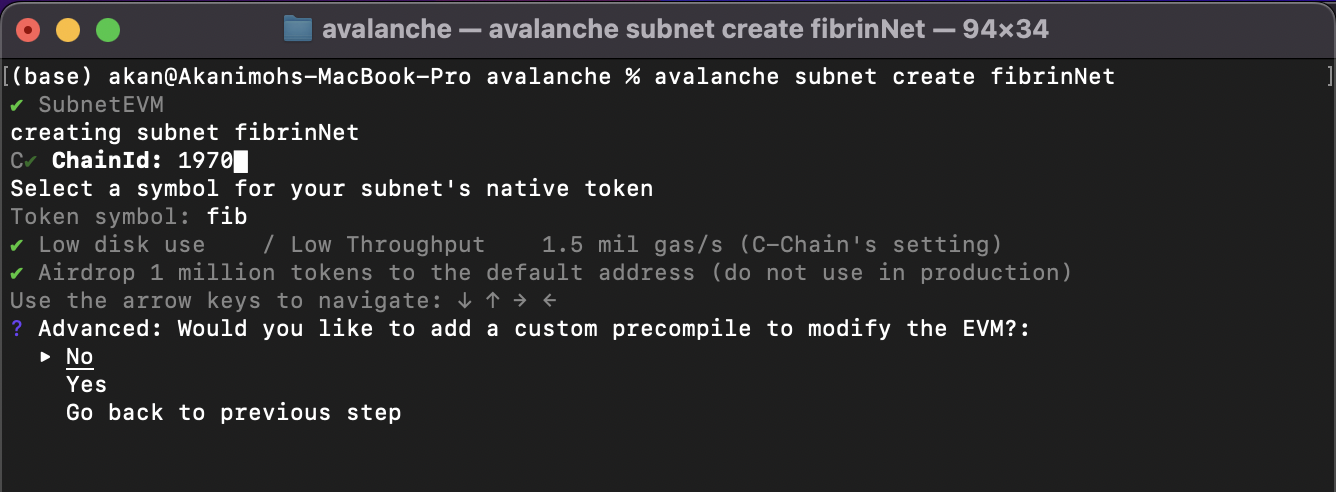 avalanche — avalanche subnet create fibrinNet — 94×34
[(base) akan@Akanimohs-MacBook-Pro avalanche % avalanche subnet create fibrinNet ]
✔ SubnetEVM
creating subnet fibrinNet
C✔ ChainId: 1970
Select a symbol for your subnet's native token
Token symbol: fib
✔ Low disk use    / Low Throughput    1.5 mil gas/s (C-Chain's setting)
✔ Airdrop 1 million tokens to the default address (do not use in production)
Use the arrow keys to navigate: ↓ ↑ → ←
? Advanced: Would you like to add a custom precompile to modify the EVM?:
▸ No
Yes
Go back to previous step